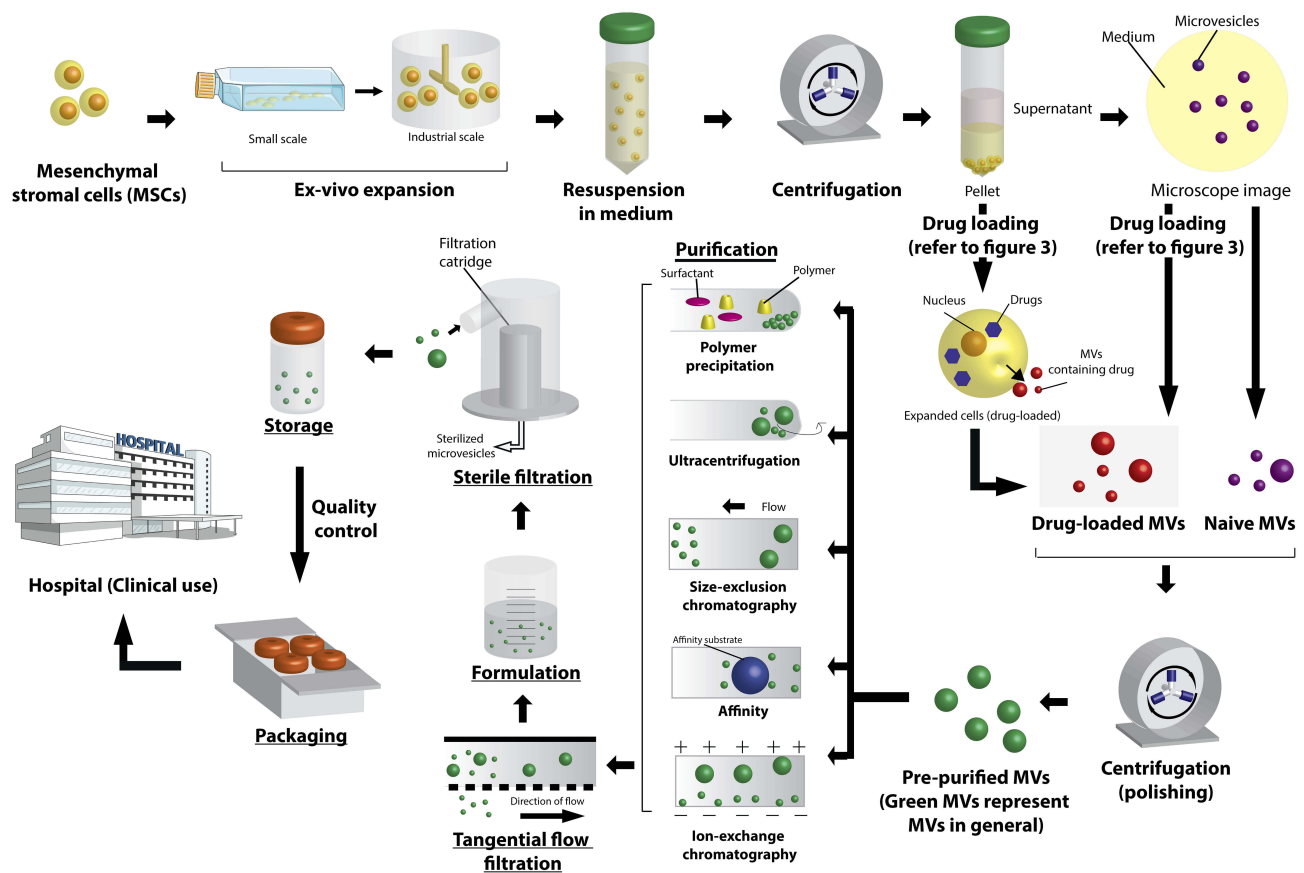 Mesenchymal
stromal cells (MSCs)
Small scale
Industrial scale
Ex-vivo expansion
Resuspension
in medium
Centrifugation
Supernatant
Pellet
Microvesicles
Medium
Microscope image
Drug loading
(refer to figure 3)
Drug loading
(refer to figure 3)
Nucleus
Drugs
MVs
containing drug
Expanded cells (drug-loaded)
Drug-loaded MVs
Naive MVs
Centrifugation
(polishing)
Pre-purified MVs
(Green MVs represent
MVs in general)
Purification
Surfactant
Polymer
Polymer
precipitation
Ultracentrifugation
Flow
Size-exclusion
chromatography
Affinity substrate
Affinity
+ + + + +
– – – – – –
Ion-exchange
chromatography
Direction of flow
Tangential flow
filtration
Formulation
Filtration
catridge
Sterilized
microvesicles
Sterile filtration
Storage
Quality
control
Packaging
HOSPITAL
Hospital (Clinical use)